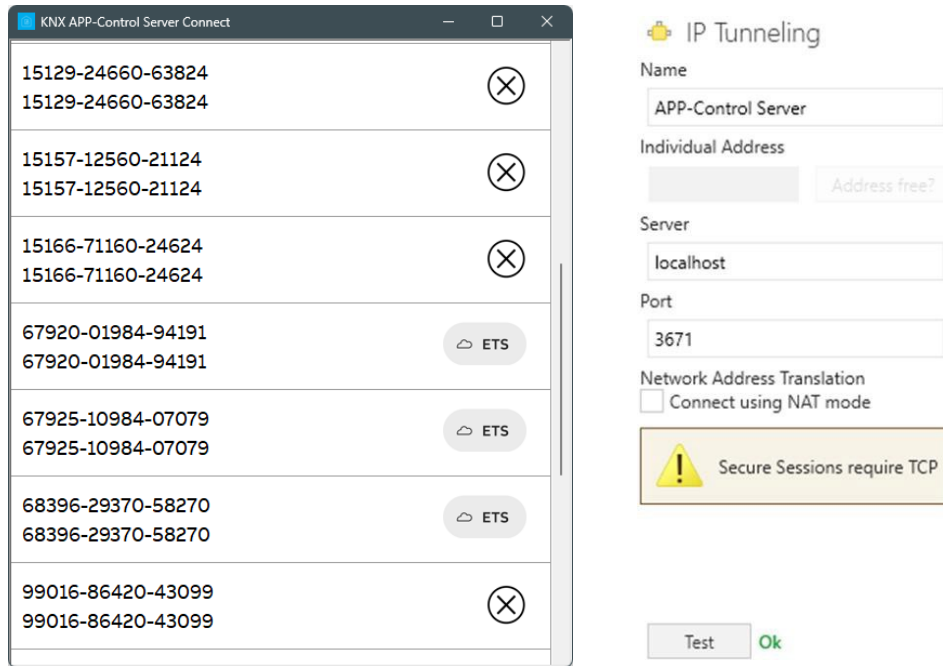 KNX APP-Control Server Connect
15129-24660-63824
15129-24660-63824
15157-12560-21124
15157-12560-21124
15166-71160-24624
15166-71160-24624
67920-01984-94191
67920-01984-94191
ETS
67925-10984-07079
67925-10984-07079
ETS
68396-29370-58270
68396-29370-58270
ETS
99016-86420-43099
99016-86420-43099
IP Tunneling
Name
APP-Control Server
Individual Address
Address free?
Server
localhost
Port
3671
Network Address Translation
Connect using NAT mode
Secure Sessions require TCP
Test Ok